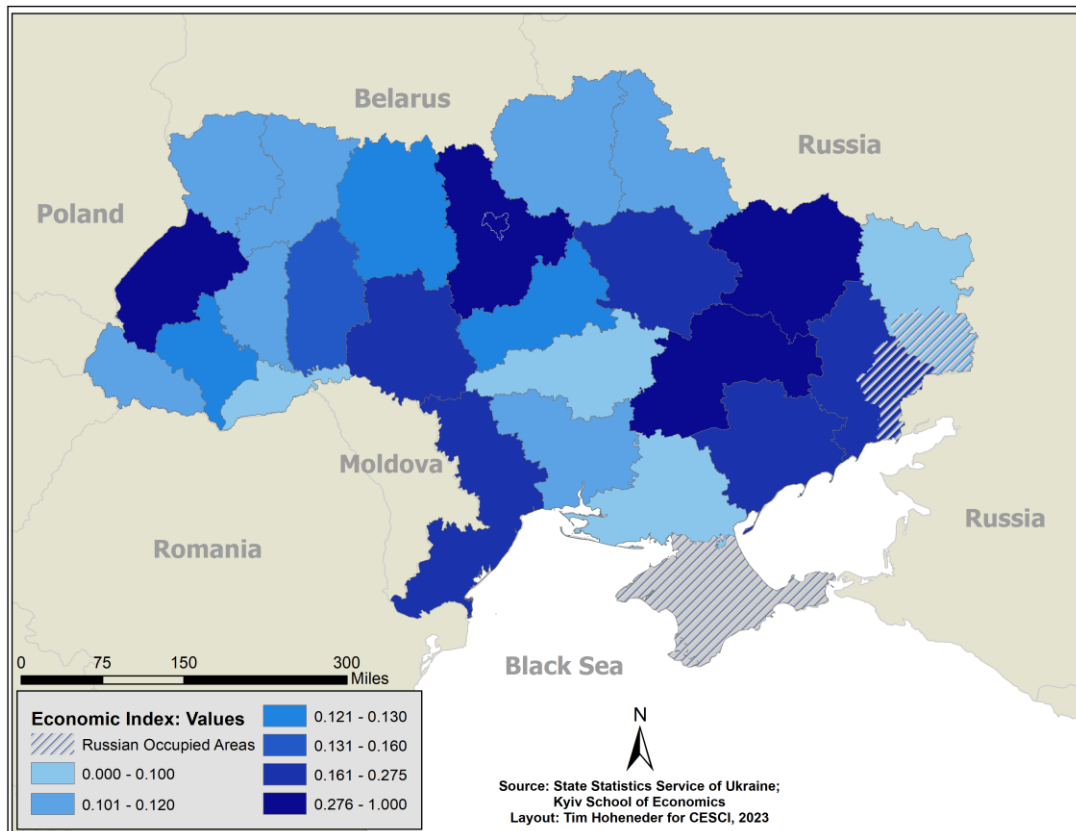 Belarus
Russia
Poland
Moldova
Romania
Russia
Black Sea
0 75 150 300
Miles
Economic Index: Values
Russian Occupied Areas
0.000 - 0.100
0.101 - 0.120
0.121 - 0.130
0.131 - 0.160
0.161 - 0.275
0.276 - 1.000
N
Source: State Statistics Service of Ukraine;
Kyiv School of Economics
Layout: Tim Hoheneder for CESCI, 2023